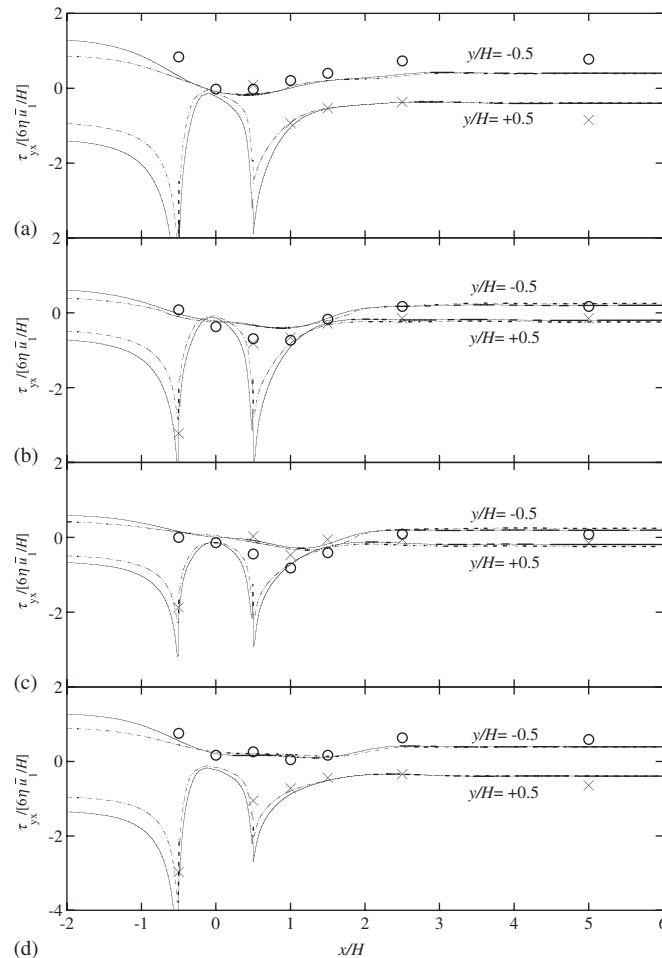 2
0
y/H= -0.5
y/H= +0.5
-2
τyx/[6η ū1/H]
(a)
2
0
y/H= -0.5
y/H= +0.5
-2
τyx/[6η ū1/H]
(b)
2
0
y/H= -0.5
y/H= +0.5
-2
τyx/[6η ū1/H]
(c)
2
0
y/H= -0.5
y/H= +0.5
-2
-4
τyx/[6η ū1/H]
-2 -1 0 1 2 3 4 5 6
(d) x/H